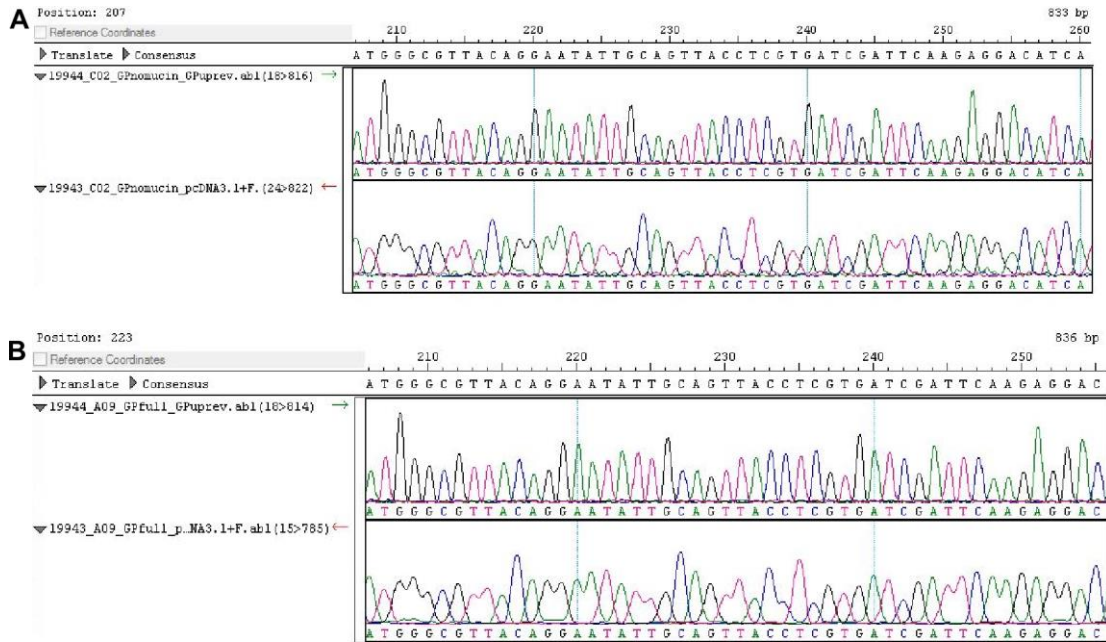 A
Position: 207 833 bp
Reference Coordinates 210 220 230 240 250 260
Translate Consensus A T G G G C G T T A C A G G A A T A T T G C A G T T A C C T C G T G A T C G A T T C A A G A G G A C A T C A
19944_C02_GPnomucin_GPuprev.ab1(18>816) →
A T G G G C G T T A C A G G A A T A T T G C A G T T A C C T C G T G A T C G A T T C A A G A G G A C A T C A
19943_C02_GPnomucin_pcDNA3.1+F.(24>822) ←
A T G G G C G T T A C A G G A A T A T T G C A G T T A C C T C G T G A T C G A T T C A A G A G G A C A T C A
B
Position: 223 836 bp
Reference Coordinates 210 220 230 240 250
Translate Consensus A T G G G C G T T A C A G G A A T A T T G C A G T T A C C T C G T G A T C G A T T C A A G A G G A C
19944_A09_GPfull_GPuprev.ab1(18>814) →
A T G G G C G T T A C A G G A A T A T T G C A G T T A C C T C G T G A T C G A T T C A A G A G G A C
19943_A09_GPfull_p…NA3.1+F.ab1(15>785) ←
A T G G G C G T T A C A G G A A T A T T G C A G T T A C C T C G T G A T C G A T T C A A G A G G A C